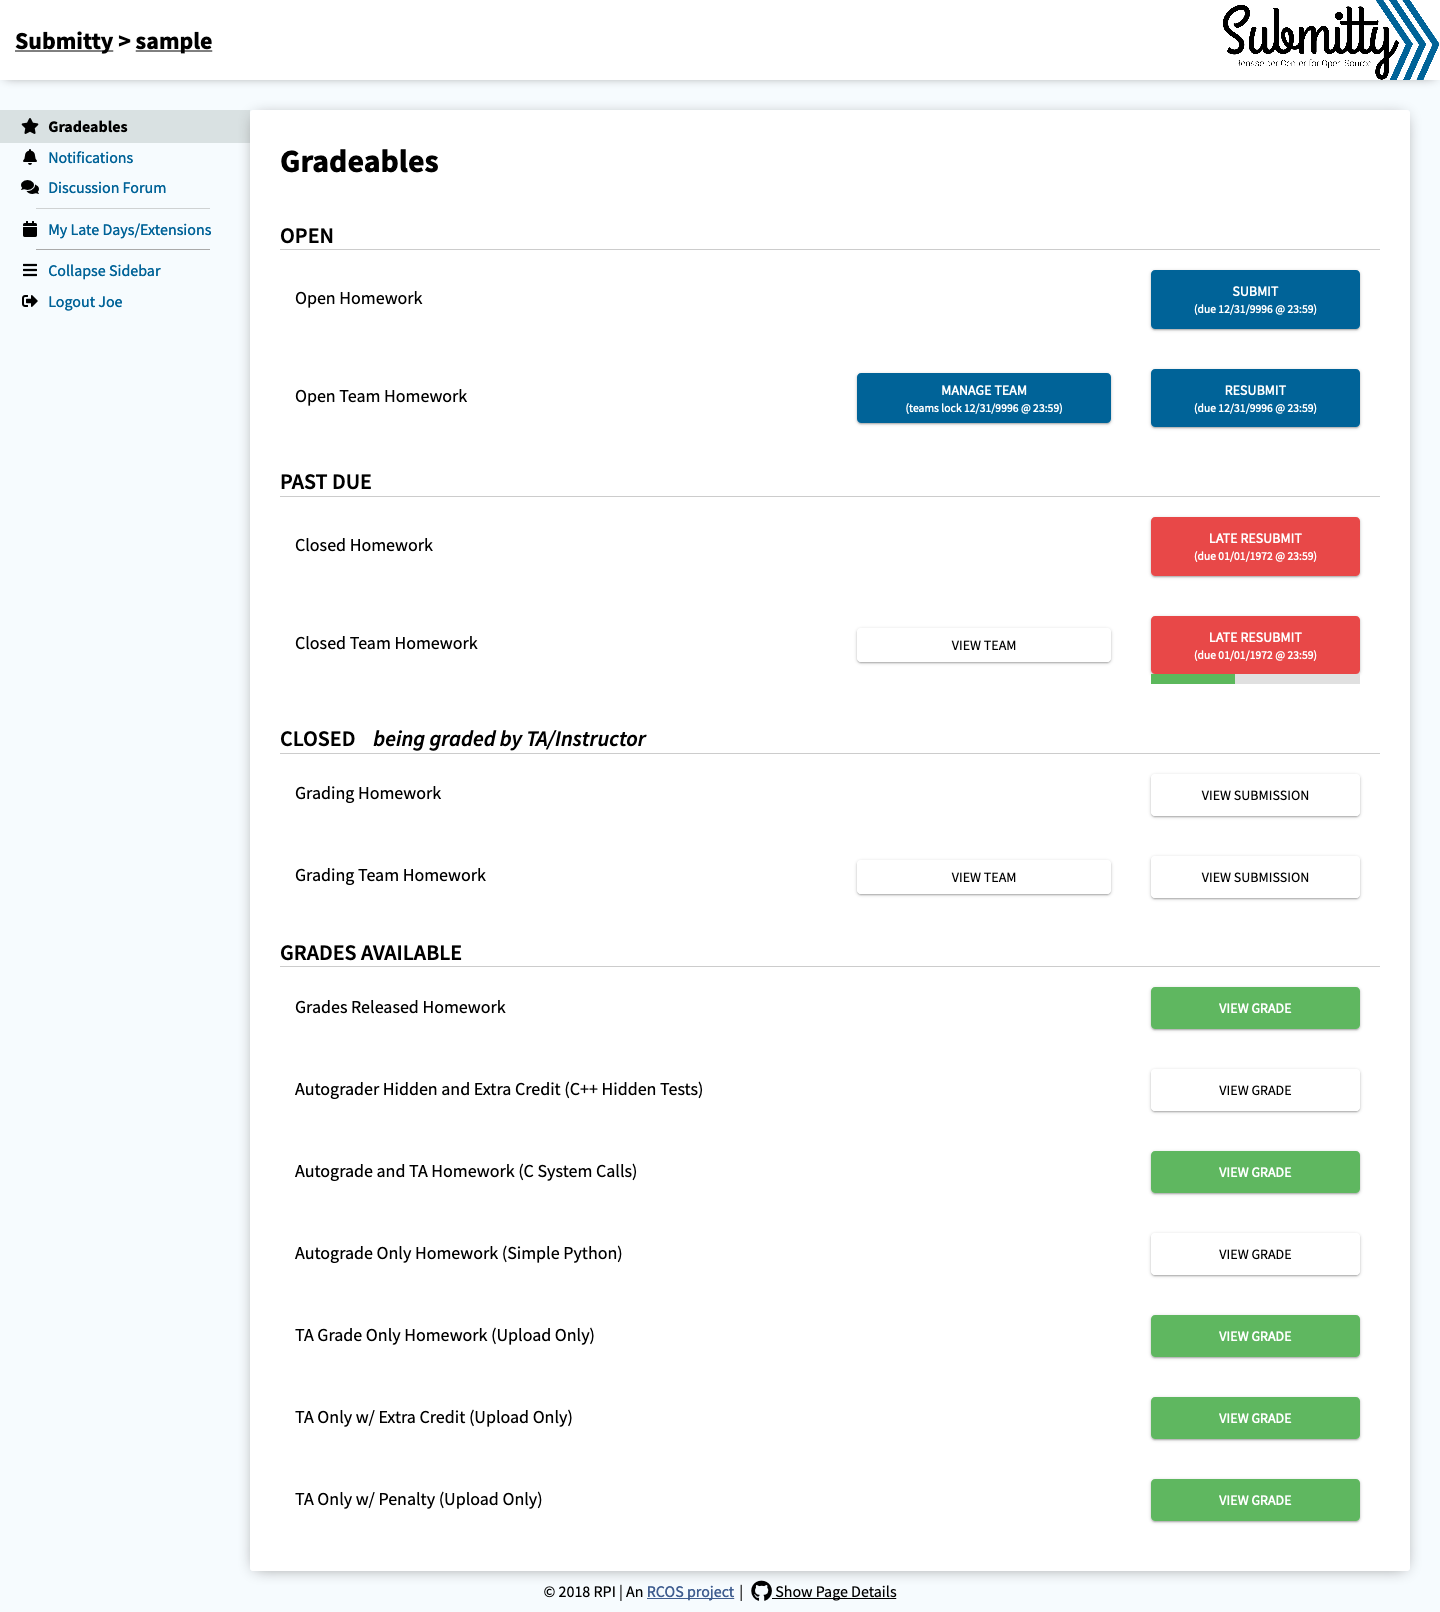 Submitty > sample
Submitty
Gradeables
Notifications
Discussion Forum
My Late Days/Extensions
Collapse Sidebar
Logout Joe
Gradeables
OPEN
Open Homework
SUBMIT
(due 12/31/9996 @ 23:59)
Open Team Homework
MANAGE TEAM
(teams lock 12/31/9996 @ 23:59)
RESUBMIT
(due 12/31/9996 @ 23:59)
PAST DUE
Closed Homework
LATE RESUBMIT
(due 01/01/1972 @ 23:59)
Closed Team Homework
VIEW TEAM
LATE RESUBMIT
(due 01/01/1972 @ 23:59)
CLOSED being graded by TA/Instructor
Grading Homework
VIEW SUBMISSION
Grading Team Homework
VIEW TEAM
VIEW SUBMISSION
GRADES AVAILABLE
Grades Released Homework
VIEW GRADE
Autograder Hidden and Extra Credit (C++ Hidden Tests)
VIEW GRADE
Autograde and TA Homework (C System Calls)
VIEW GRADE
Autograde Only Homework (Simple Python)
VIEW GRADE
TA Grade Only Homework (Upload Only)
VIEW GRADE
TA Only w/ Extra Credit (Upload Only)
VIEW GRADE
TA Only w/ Penalty (Upload Only)
VIEW GRADE
© 2018 RPI | An RCOS project | Show Page Details